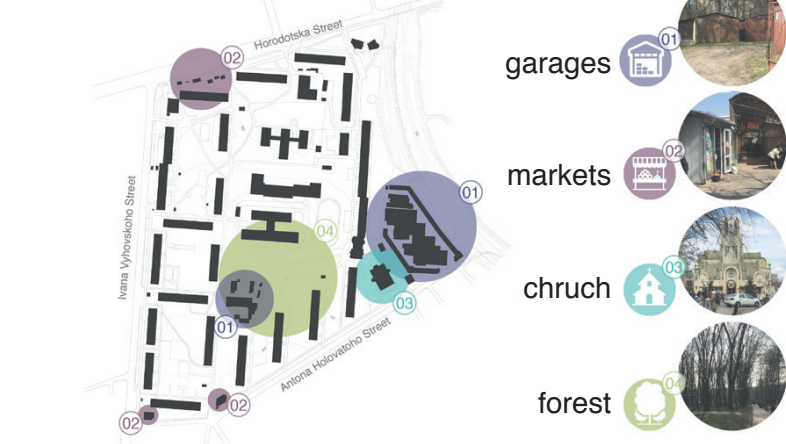 Horodotska Street
02
Ivana Vyhovskoho Street
01
04
03
01
Antona Holovatoho Street
02
02
garages
01
markets
02
chruch
03
forest
04